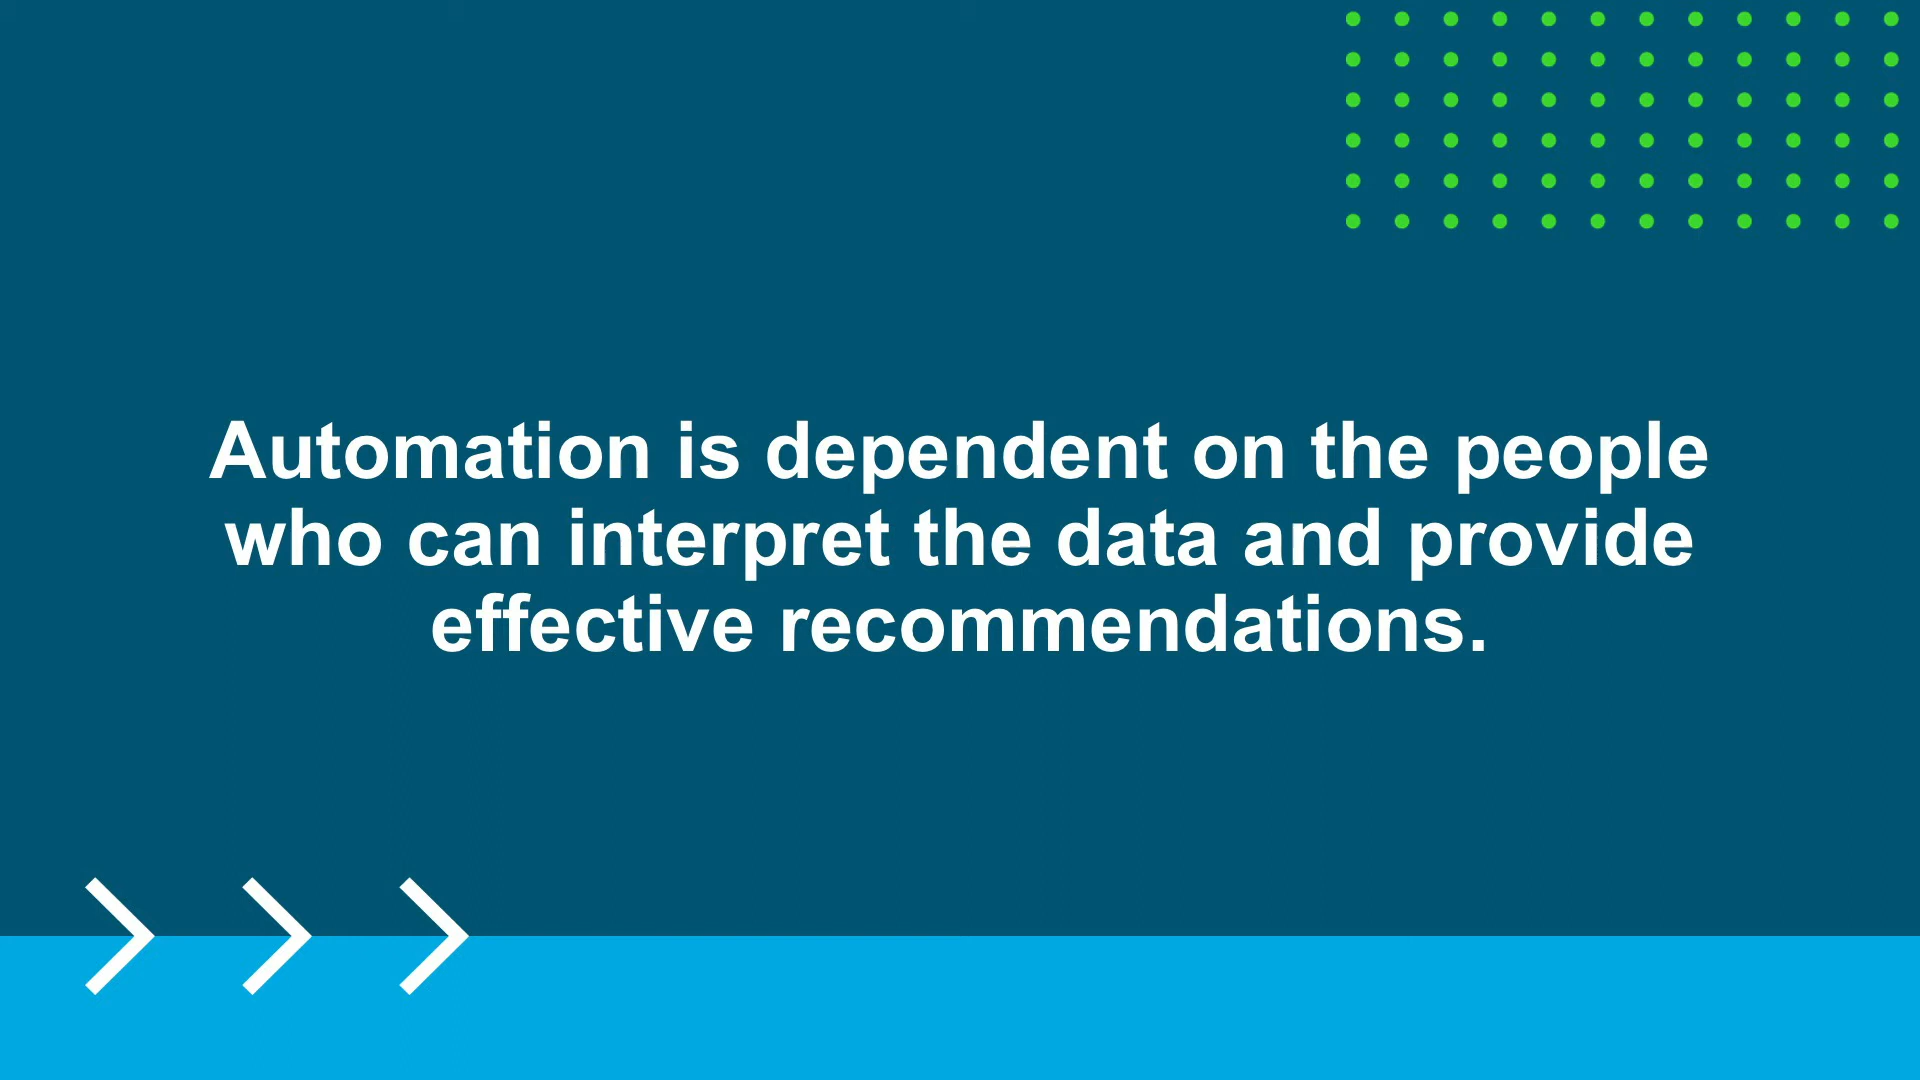 Automation is dependent on the people
who can interpret the data and provide
effective recommendations.